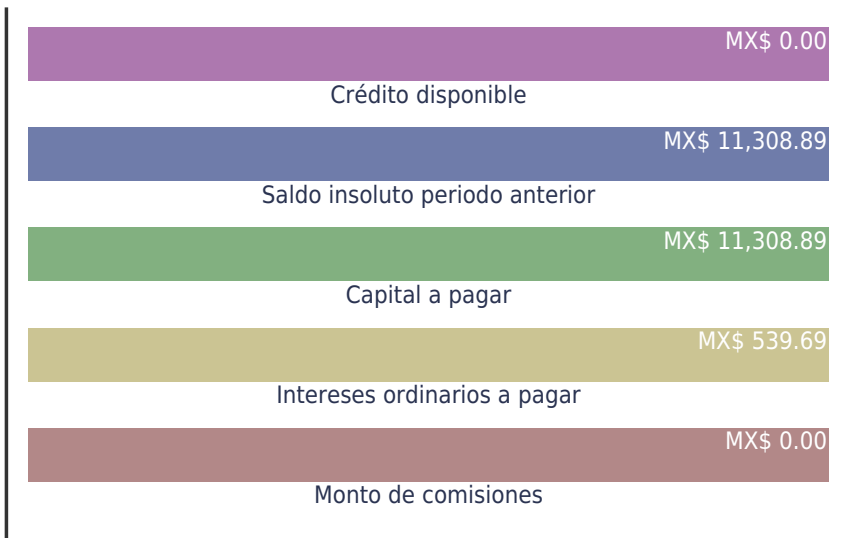 MX$ 0.00
Crédito disponible
MX$ 11,308.89
Saldo insoluto periodo anterior
MX$ 11,308.89
Capital a pagar
MX$ 539.69
Intereses ordinarios a pagar
MX$ 0.00
Monto de comisiones